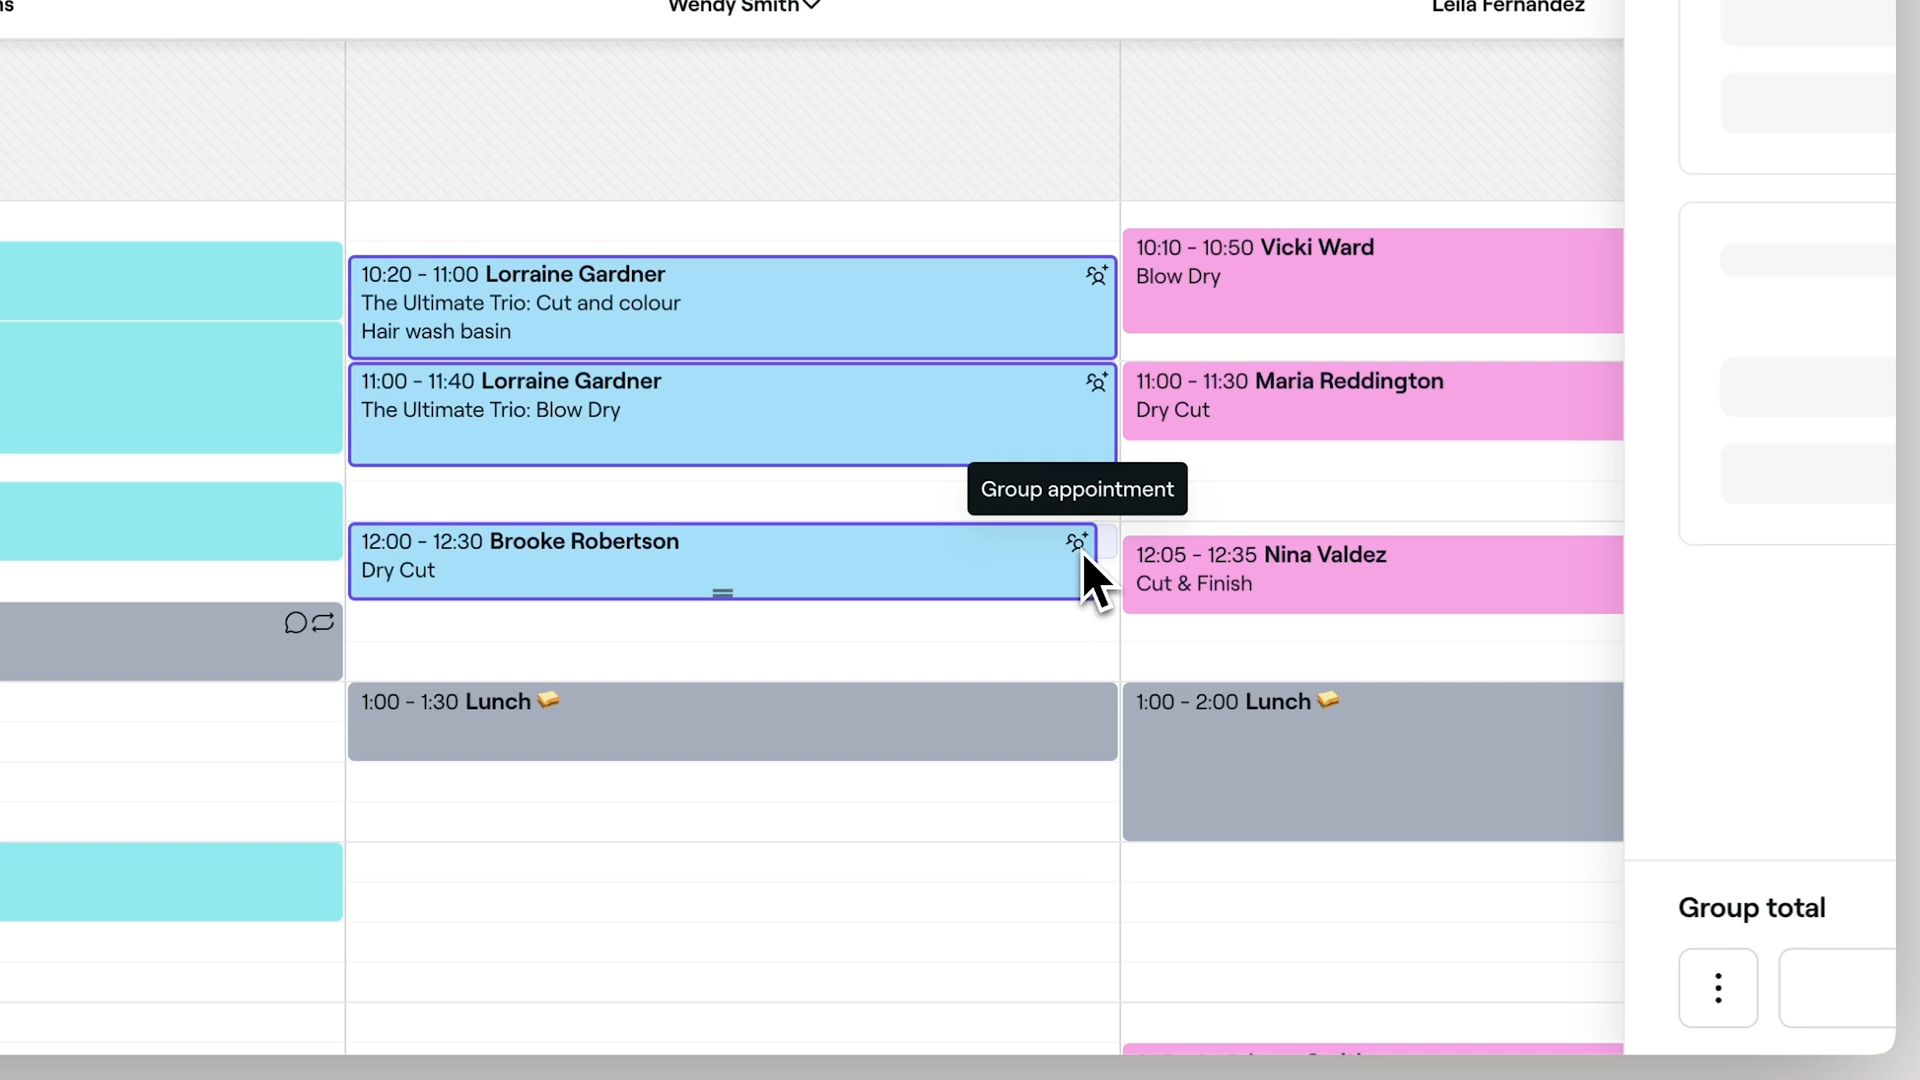 Wendy Smith
Leila Fernandez
10:20 - 11:00 Lorraine Gardner
The Ultimate Trio: Cut and colour
Hair wash basin
11:00 - 11:40 Lorraine Gardner
The Ultimate Trio: Blow Dry
Group appointment
12:00 - 12:30 Brooke Robertson
Dry Cut
1:00 - 1:30 Lunch
10:10 - 10:50 Vicki Ward
Blow Dry
11:00 - 11:30 Maria Reddington
Dry Cut
12:05 - 12:35 Nina Valdez
Cut & Finish
1:00 - 2:00 Lunch
Group total